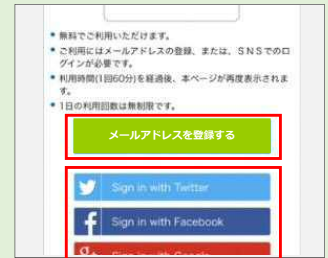 無料でご利用いただけます。
ご利用にはメールアドレスの登録、または、SNSでのロ
グインが必要です。
利用時間(1回60分)を経過後、本ページが再度表示されま
す。
1日の利用回数は無制限です。
メールアドレスを登録する
Sign in with Twitter
Sign in with Facebook
Sign in with Google